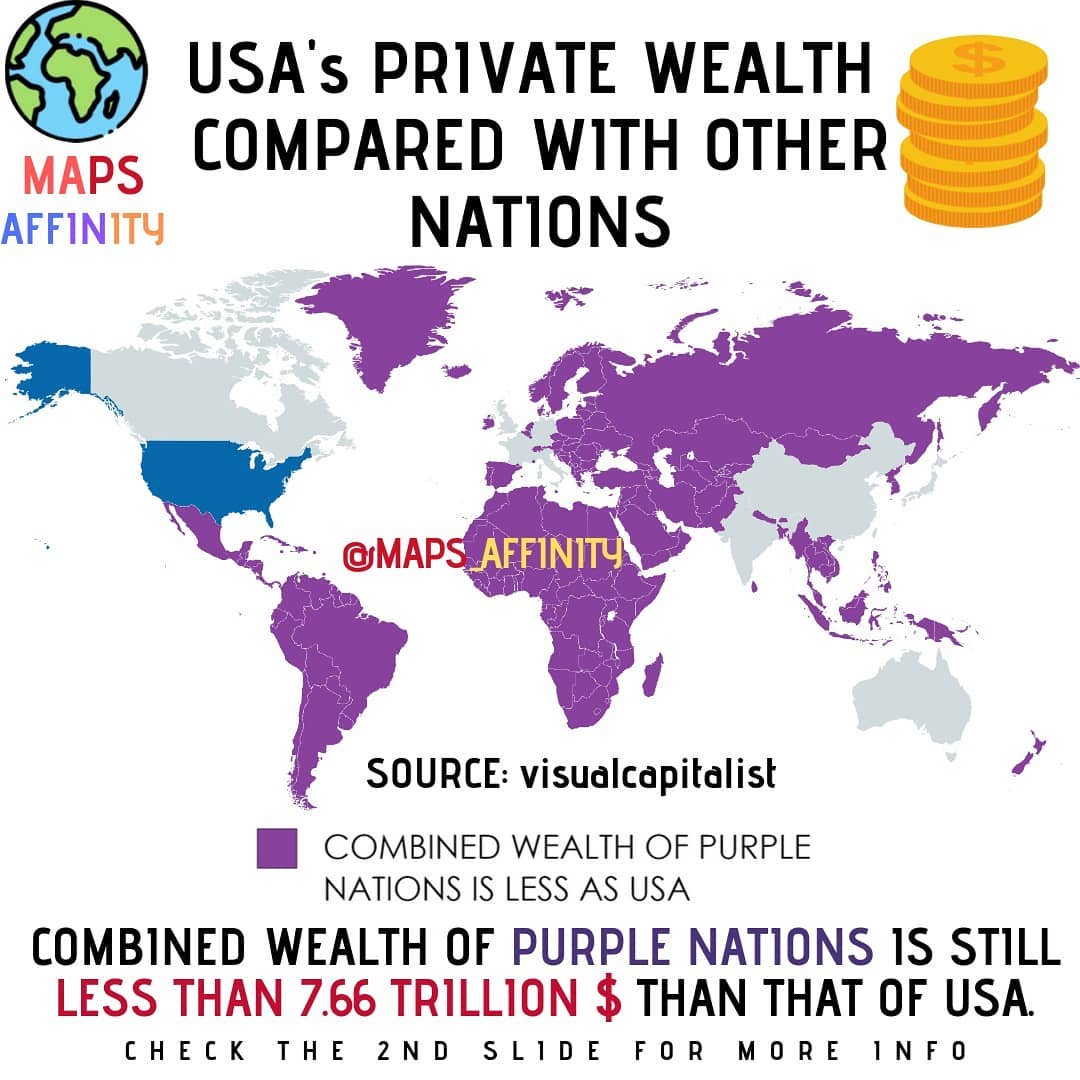 USA's PRIVATE WEALTH
COMPARED WITH OTHER
NATIONS
$
MAPS
AFFINITY
@MAPS_AFFINITY
SOURCE: visualcapitalist
COMBINED WEALTH OF PURPLE
NATIONS IS LESS AS USA
COMBINED WEALTH OF PURPLE NATIONS IS STILL
LESS THAN 7.66 TRILLION $ THAN THAT OF USA.
CHECK THE 2ND SLIDE FOR MORE INFO